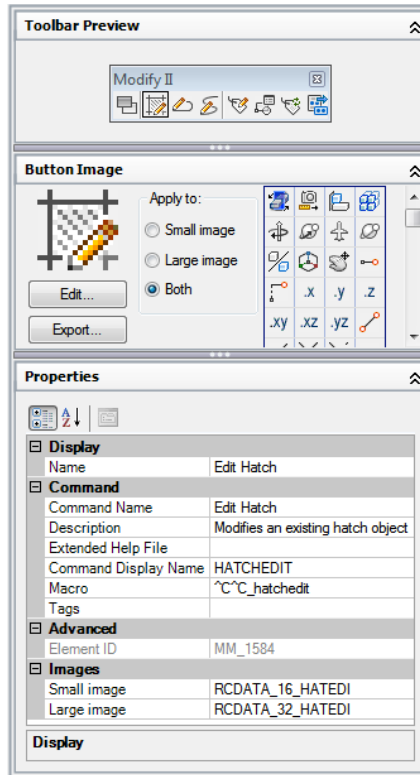 Toolbar Preview
Modify II
Button Image
Apply to:
Small image
Large image
Both
Edit...
Export...
.x .y .z
.xy .xz .yz
Properties
Display
Name Edit Hatch
Command
Command Name Edit Hatch
Description Modifies an existing hatch object
Extended Help File
Command Display Name HATCHEDIT
Macro ^C^C_hatchedit
Tags
Advanced
Element ID MM_1584
Images
Small image RCDATA_16_HATEDI
Large image RCDATA_32_HATEDI
Display